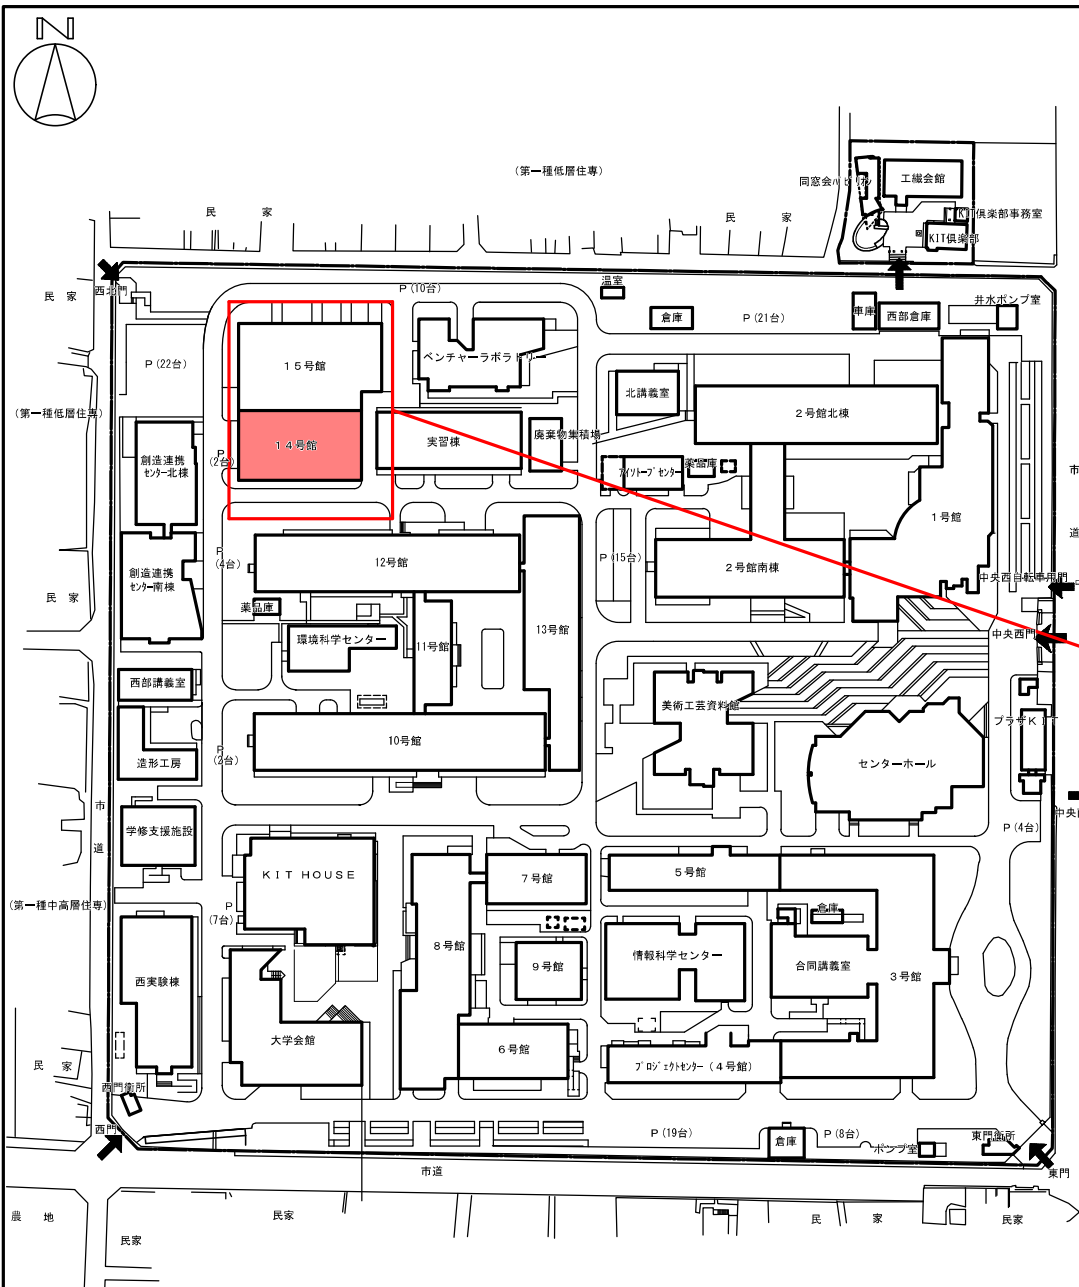 N
(第一種低層住専)
同窓会パビリオン
工繊会館
KIT倶楽部事務室
KIT倶楽部
民 家
民 家
西北門
民 家
P (10台)
温室
倉庫
P (21台)
車庫
西部倉庫
井水ポンプ室
P (22台)
15号館
ベンチャーラボラトリー
北講義室
2号館北棟
(第一種低層住専)
14号館
実習棟
廃棄物集積場
創造連携
センター北棟
P
(2台)
アイソトープセンター
薬品庫
市
道
1号館
12号館
P
(4台)
P (15台)
2号館南棟
創造連携
センター南棟
中央西自転車用門
民 家
薬品庫
環境科学センター
11号館
13号館
中央西門
西部講義室
美術工芸資料館
プラザKIT
10号館
P
(2台)
造形工房
センターホール
市
道
学修支援施設
P (4台)
KIT HOUSE
7号館
5号館
(第一種中高層住専)
P
(7台)
倉庫
8号館
9号館
情報科学センター
合同講義室
3号館
西実験棟
大学会館
6号館
プロジェクトセンター (4号館)
民 家
西門衛所
西門
P (19台)
倉庫
P (8台)
ポンプ室
東門衛所
東門
市道
農 地
民家
民 家
民家
民家